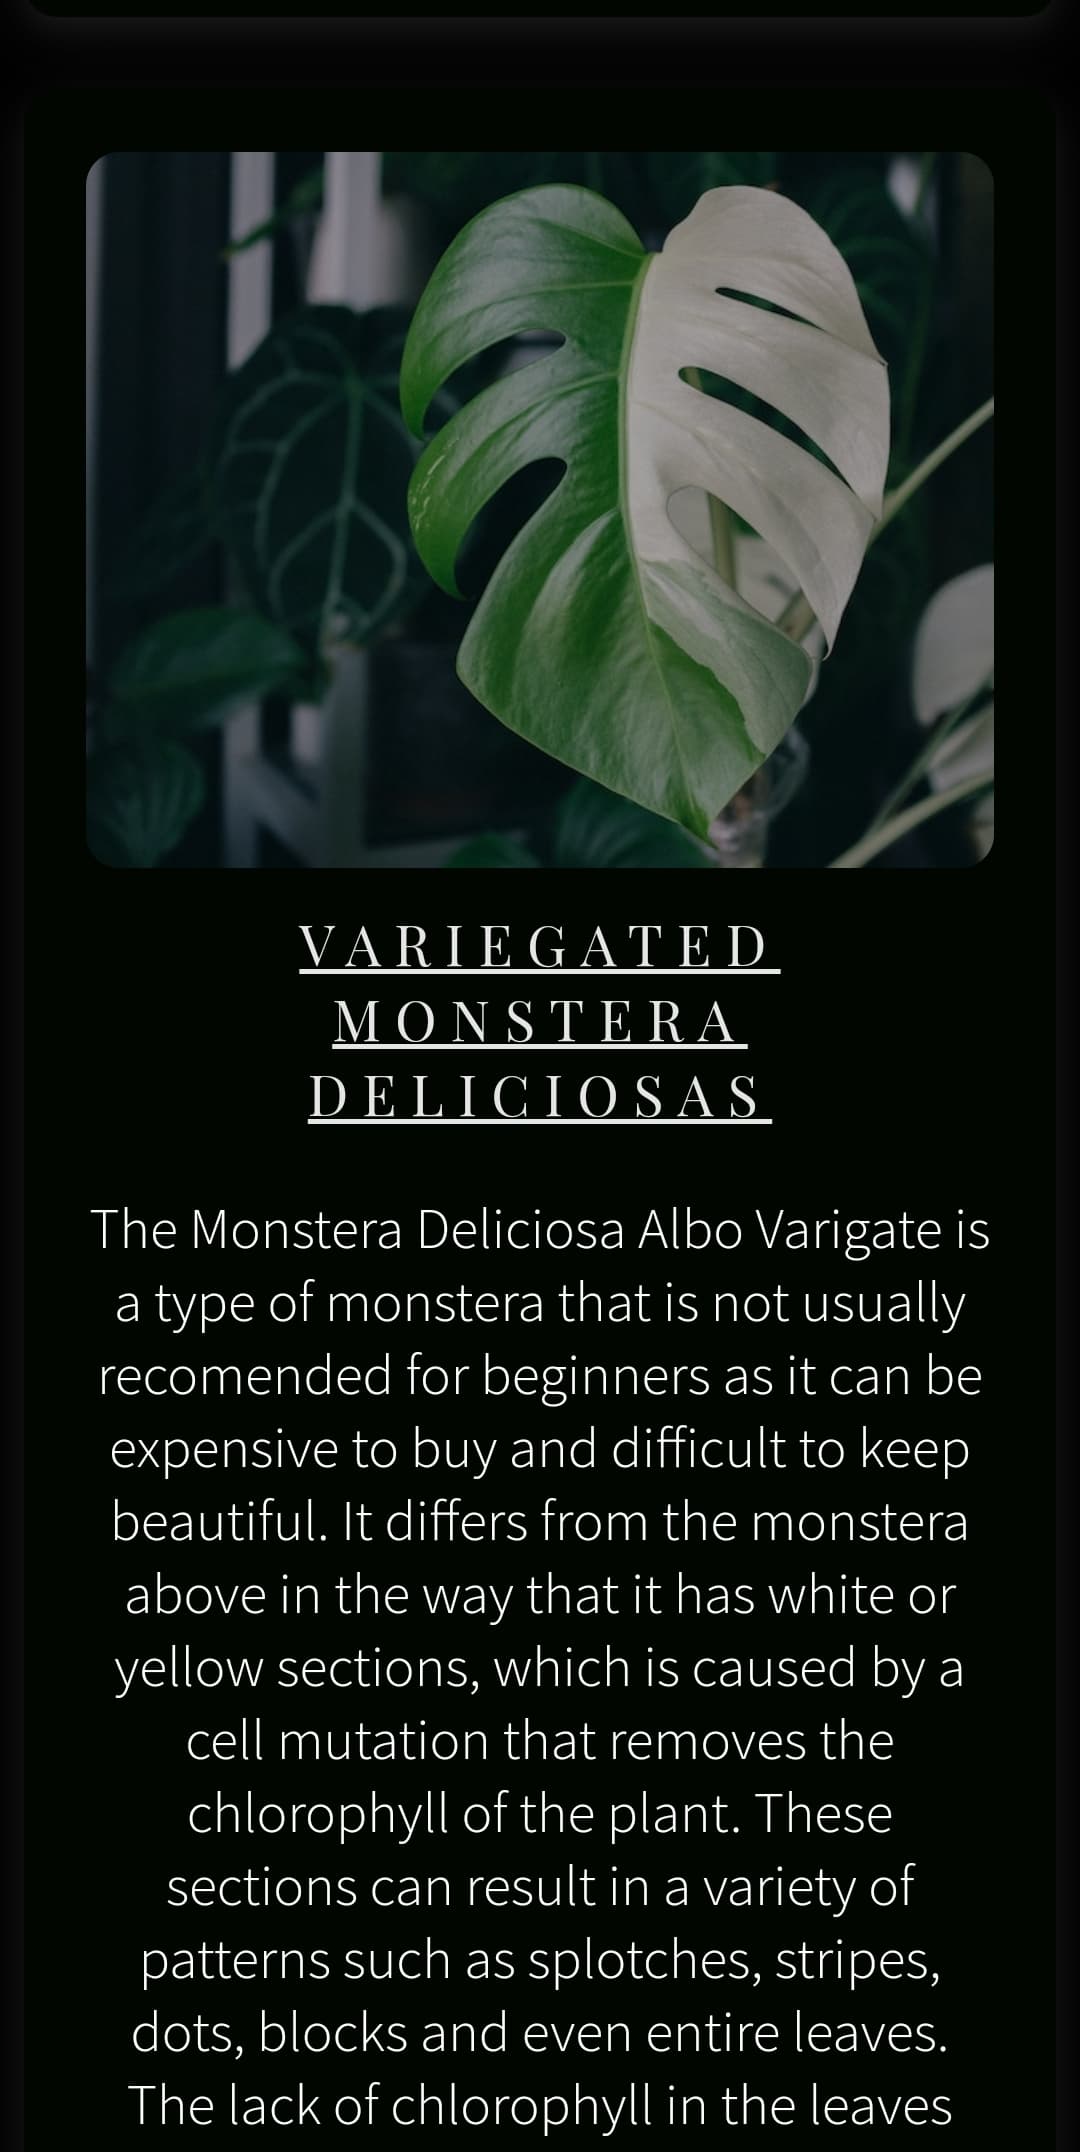 VARIEGATED
MONSTERA
DELICIOSAS
The Monstera Deliciosa Albo Varigate is
a type of monstera that is not usually
recomended for beginners as it can be
expensive to buy and difficult to keep
beautiful. It differs from the monstera
above in the way that it has white or
yellow sections, which is caused by a
cell mutation that removes the
chlorophyll of the plant. These
sections can result in a variety of
patterns such as splotches, stripes,
dots, blocks and even entire leaves.
The lack of chlorophyll in the leaves